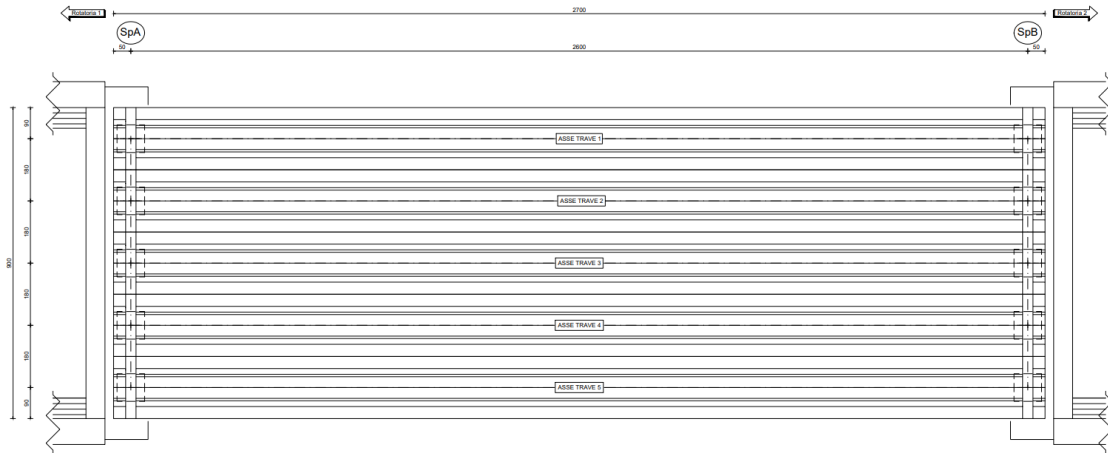 Rotatoria 1
2700
Rotatoria 2
SpA
SpB
50
2600
50
90
ASSE TRAVE 1
180
ASSE TRAVE 2
180
900
ASSE TRAVE 3
180
ASSE TRAVE 4
180
ASSE TRAVE 5
90